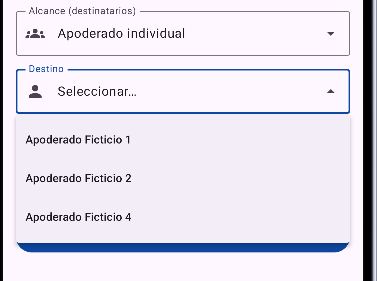 Alcance (destinatarios)
Apoderado individual
Destino
Seleccionar...
Apoderado Ficticio 1
Apoderado Ficticio 2
Apoderado Ficticio 4